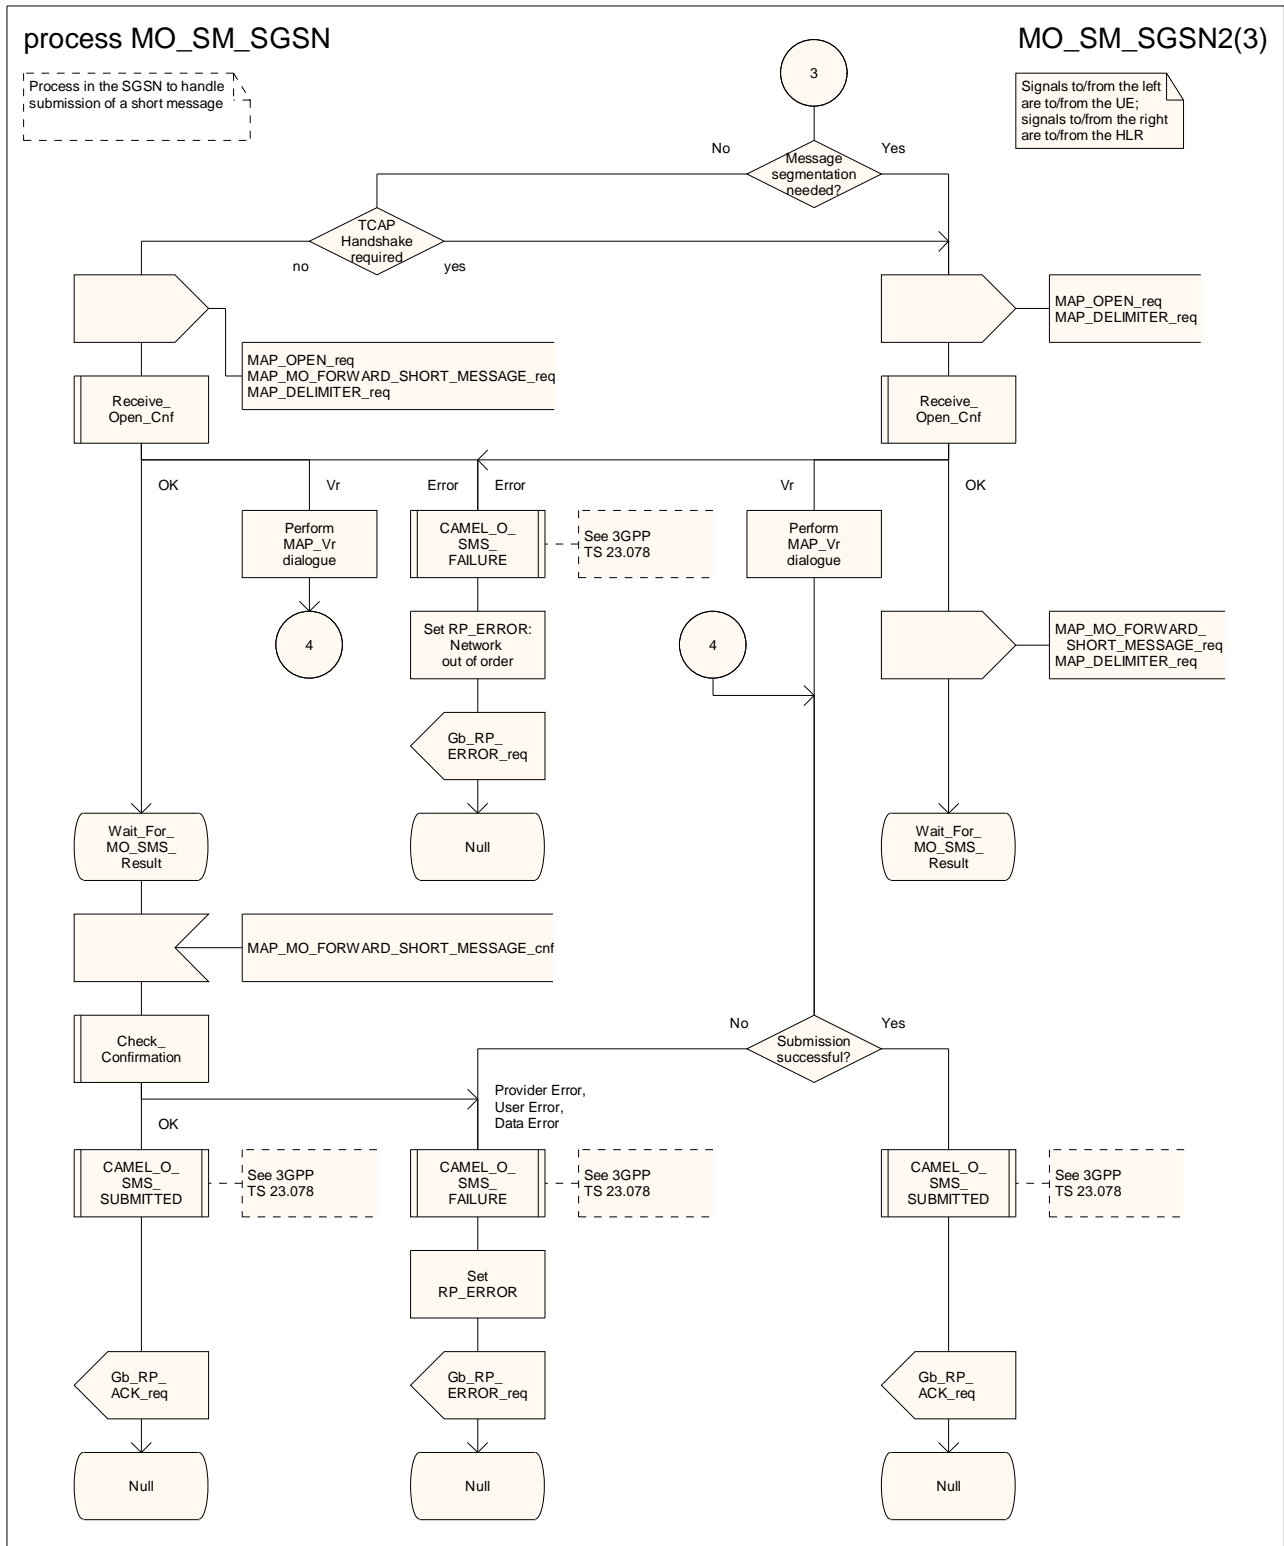 process MO_SM_SGSN
MO_SM_SGSN2(3)
Process in the SGSN to handle
submission of a short message
3
Signals to/from the left
are to/from the UE;
signals to/from the right
are to/from the HLR
No
Message
segmentation
needed?
Yes
TCAP
Handshake
required
no
yes
MAP_OPEN_req
MAP_DELIMITER_req
MAP_OPEN_req
MAP_MO_FORWARD_SHORT_MESSAGE_req
MAP_DELIMITER_req
Receive_
Open_Cnf
Receive_
Open_Cnf
OK
Vr
Error
Error
Vr
OK
Perform
MAP_Vr
dialogue
CAMEL_O_
SMS_
FAILURE
See 3GPP
TS 23.078
Perform
MAP_Vr
dialogue
4
Set RP_ERROR:
Network
out of order
4
MAP_MO_FORWARD_
SHORT_MESSAGE_req
MAP_DELIMITER_req
Gb_RP_
ERROR_req
Wait_For_
MO_SMS_
Result
Null
Wait_For_
MO_SMS_
Result
MAP_MO_FORWARD_SHORT_MESSAGE_cnf
Check_
Confirmation
No
Submission
successful?
Yes
OK
Provider Error,
User Error,
Data Error
CAMEL_O_
SMS_
SUBMITTED
See 3GPP
TS 23.078
CAMEL_O_
SMS_
FAILURE
See 3GPP
TS 23.078
CAMEL_O_
SMS_
SUBMITTED
See 3GPP
TS 23.078
Set
RP_ERROR
Gb_RP_
ACK_req
Gb_RP_
ERROR_req
Gb_RP_
ACK_req
Null
Null
Null